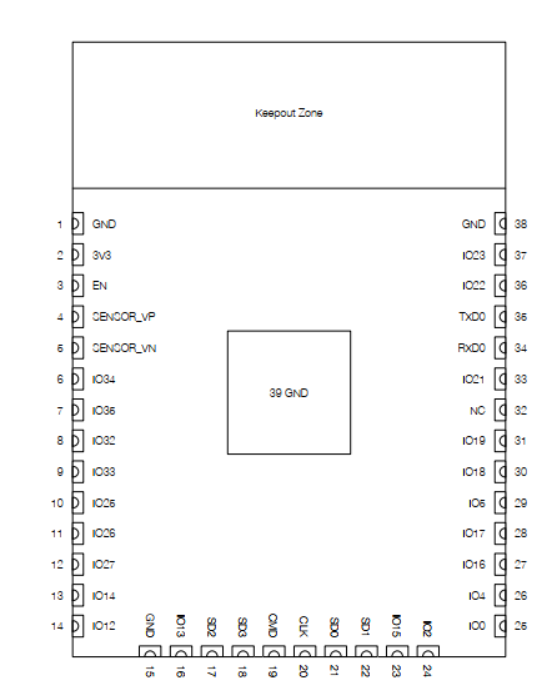 Keepout Zone
1 GND
2 3V3
3 EN
4 SENSOR_VP
5 SENSOR_VN
6 IO34
7 IO35
8 IO32
9 IO33
10 IO25
11 IO26
12 IO27
13 IO14
14 IO12
39 GND
GND 15
IO13 16
SD2 17
SD3 18
CMD 19
CLK 20
SD0 21
SD1 22
IO15 23
IO2 24
GND 38
IO23 37
IO22 36
TXD0 35
RXD0 34
IO21 33
NC 32
IO19 31
IO18 30
IO5 29
IO17 28
IO16 27
IO4 26
IO0 25